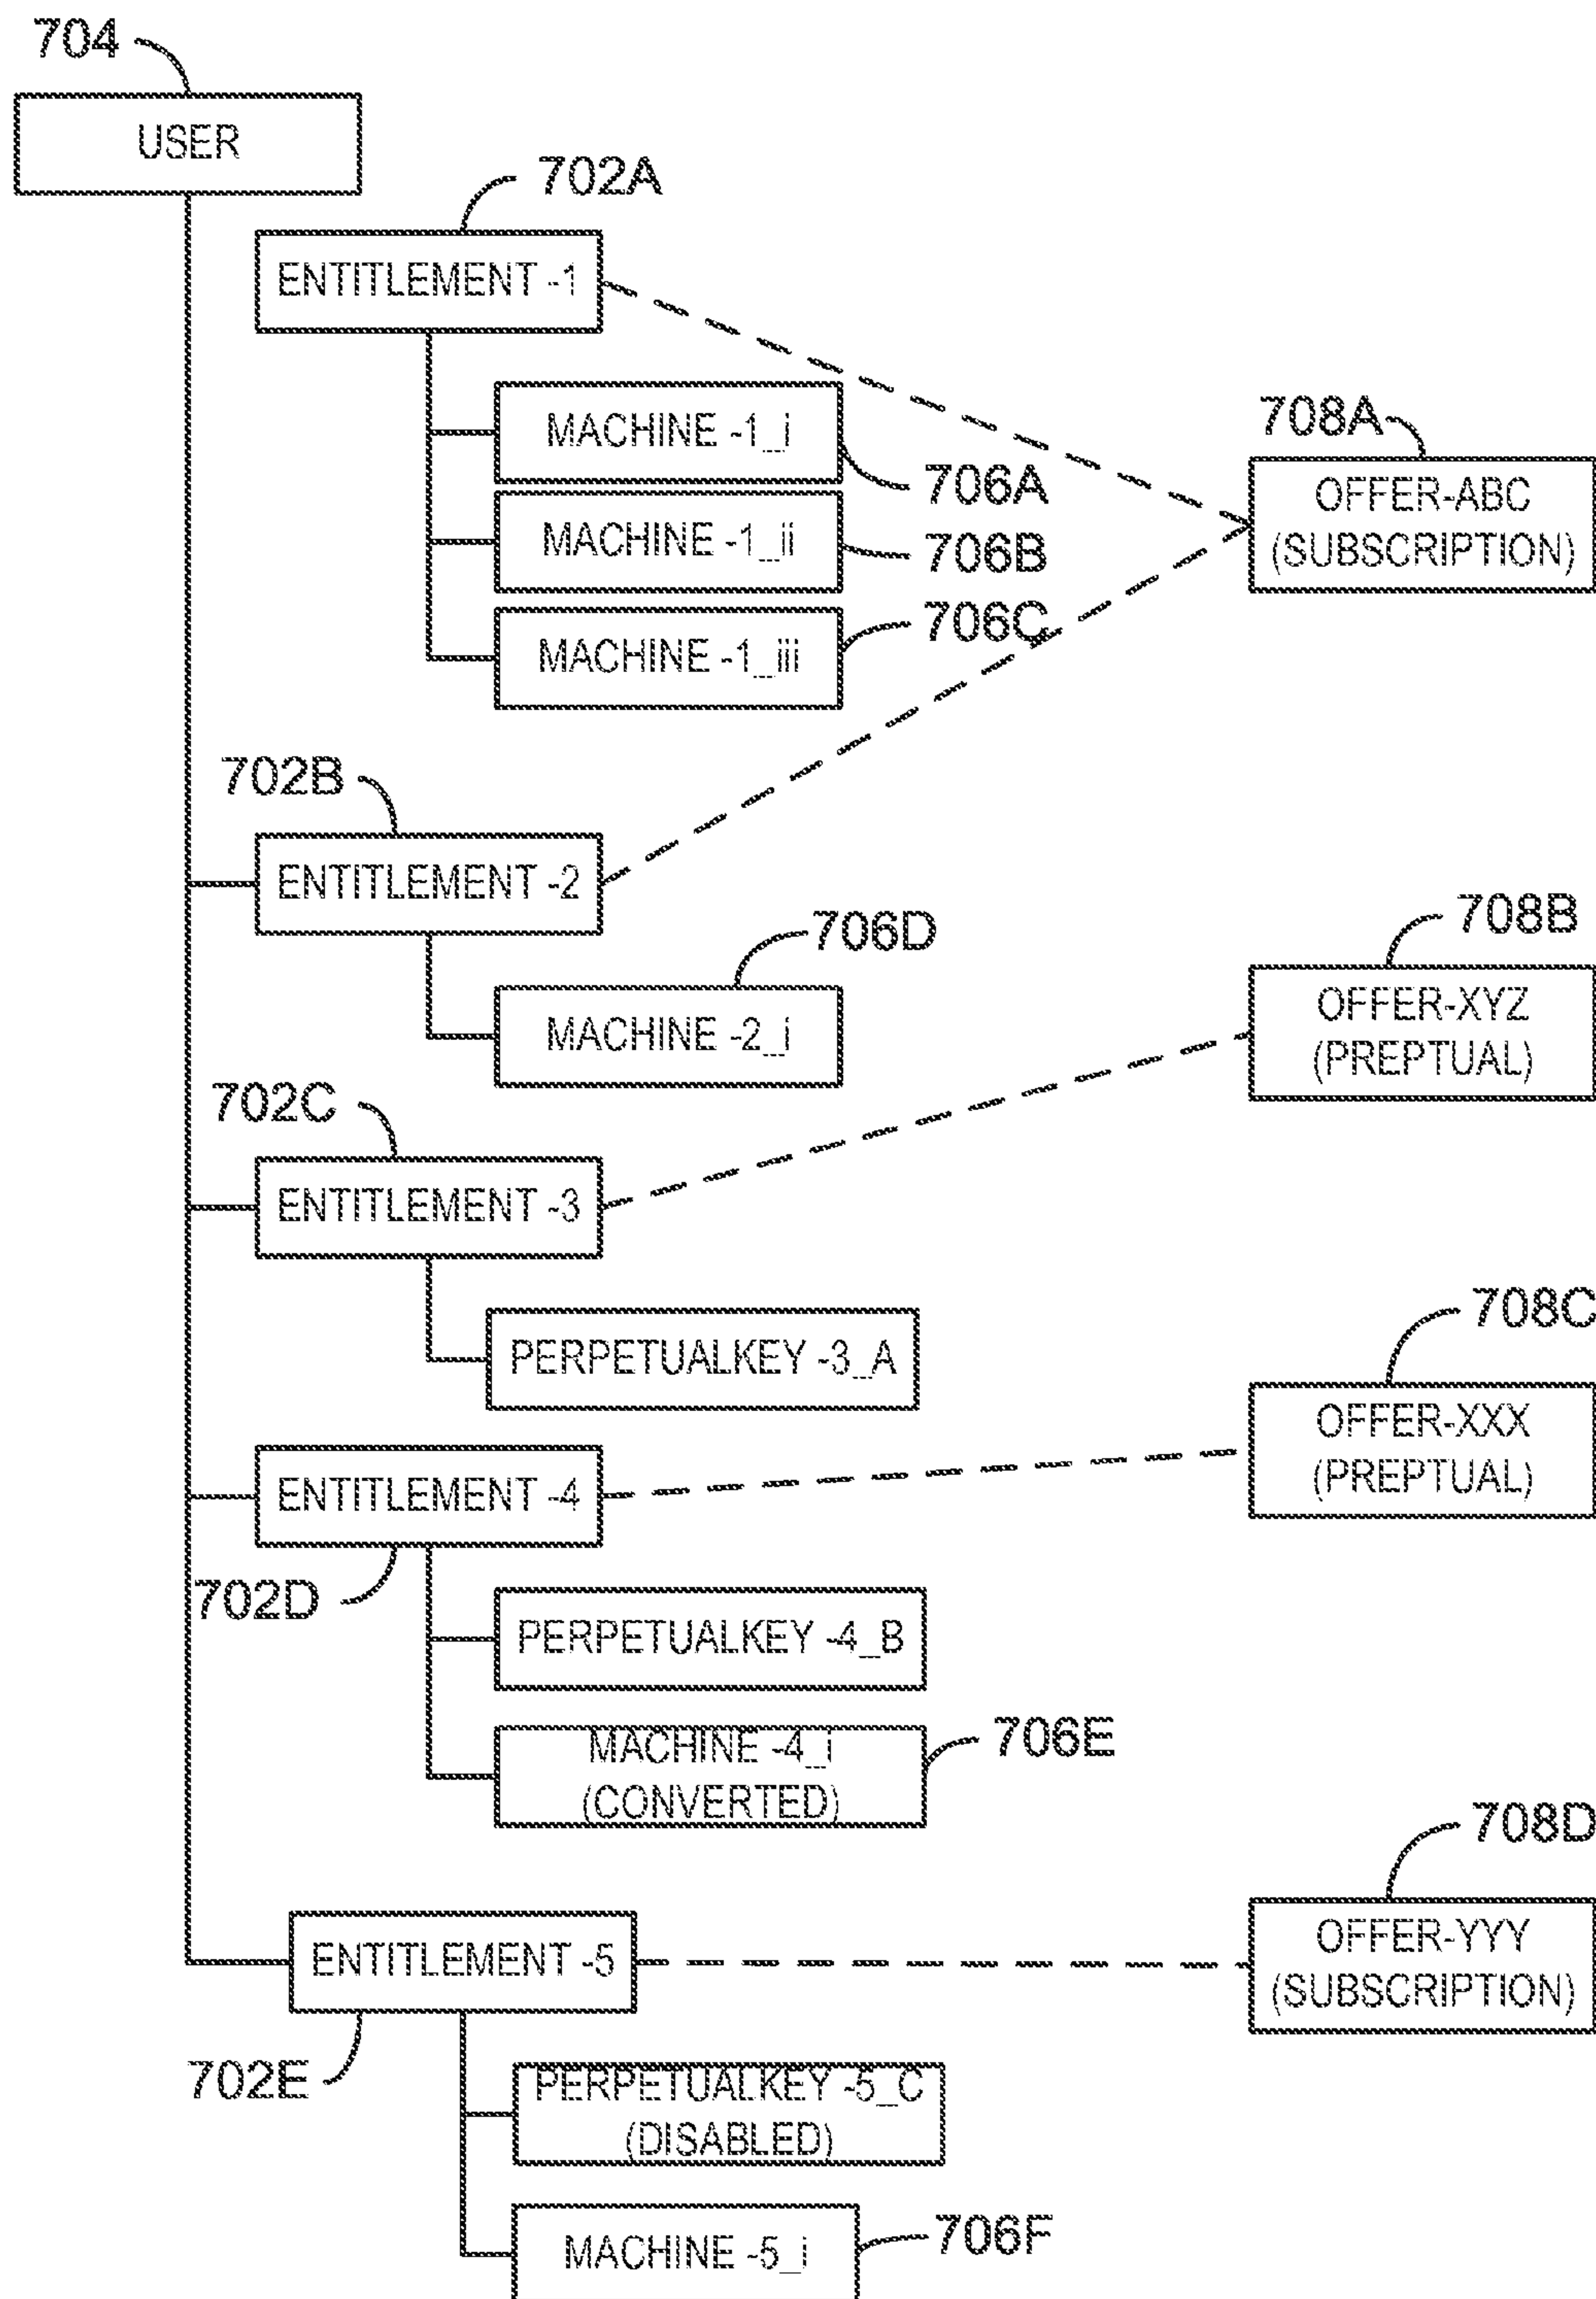 704
USER
702A
ENTITLEMENT -1
MACHINE -1_i
706A
MACHINE -1_ii
706B
MACHINE -1_iii
706C
708A
OFFER-ABC
(SUBSCRIPTION)
702B
ENTITLEMENT -2
706D
MACHINE -2_i
708B
OFFER-XYZ
(PREPTUAL)
702C
ENTITLEMENT -3
PERPETUALKEY -3_A
708C
OFFER-XXX
(PREPTUAL)
ENTITLEMENT -4
702D
PERPETUALKEY -4_B
MACHINE -4_i
(CONVERTED)
706E
708D
OFFER-YYY
(SUBSCRIPTION)
ENTITLEMENT -5
702E
PERPETUALKEY -5_C
(DISABLED)
MACHINE -5_i
706F